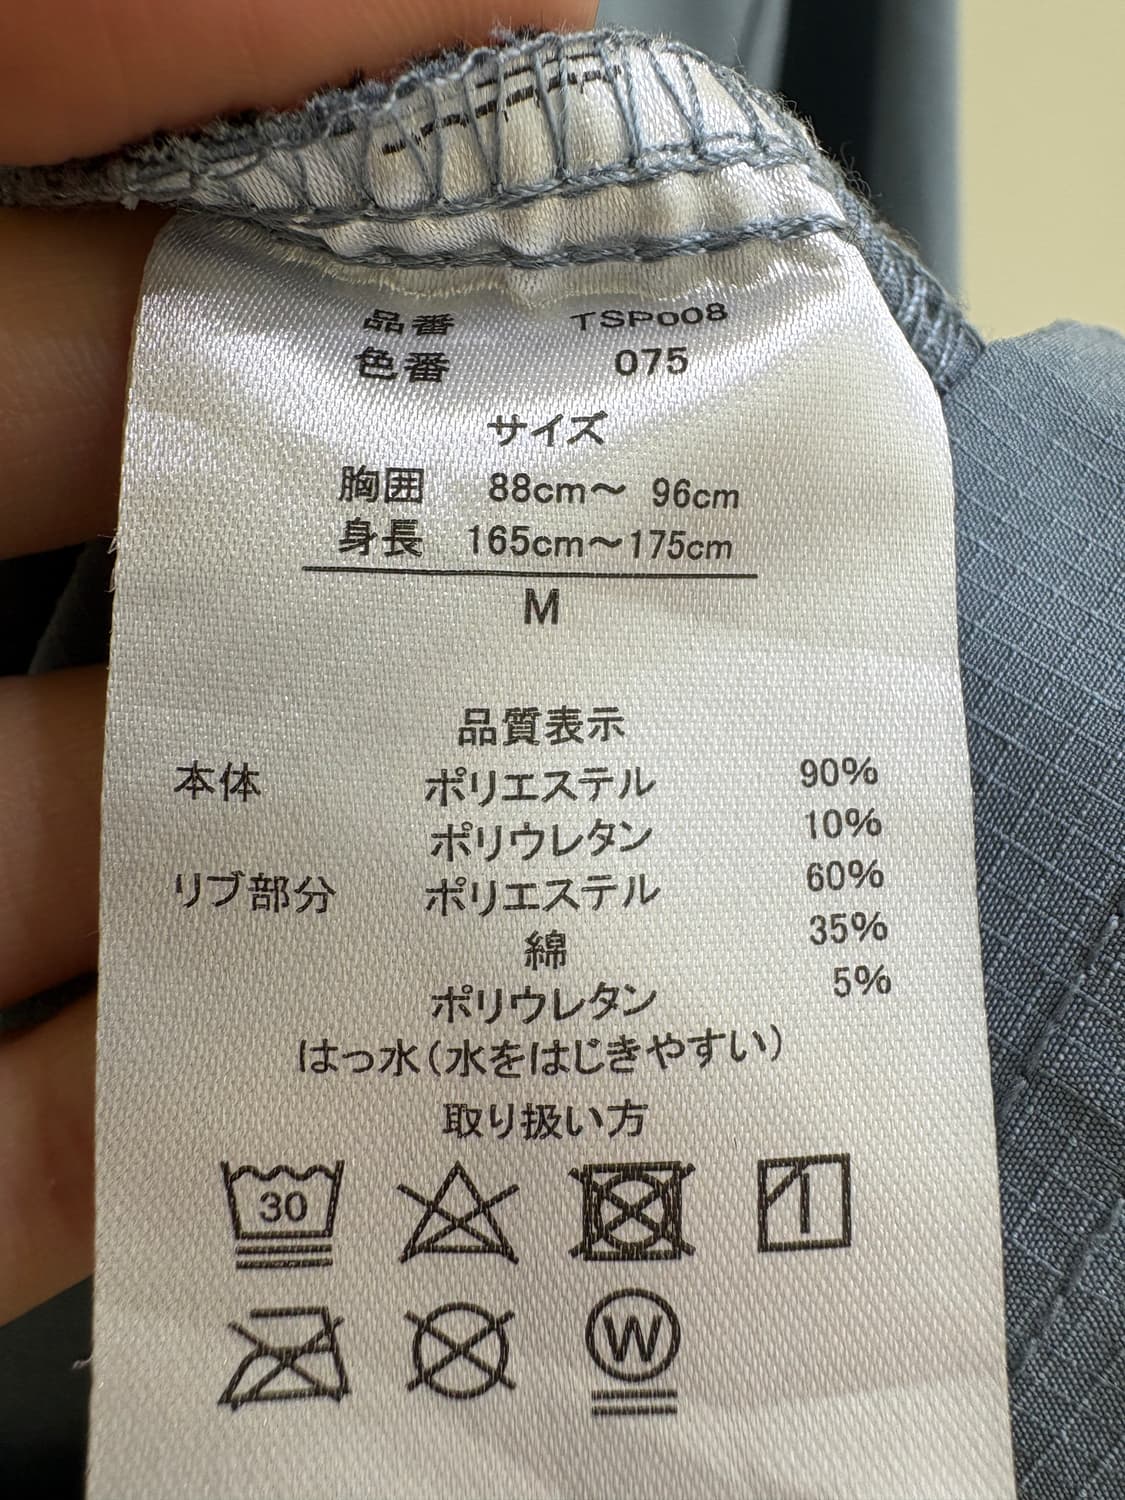 品番 TSP008
色番 075
サイズ
胸囲 88cm～ 96cm
身長 165cm～175cm
M
品質表示
本体 ポリエステル 90%
ポリウレタン 10%
リブ部分 ポリエステル 60%
綿 35%
ポリウレタン 5%
はっ水(水をはじきやすい)
取り扱い方
30
W